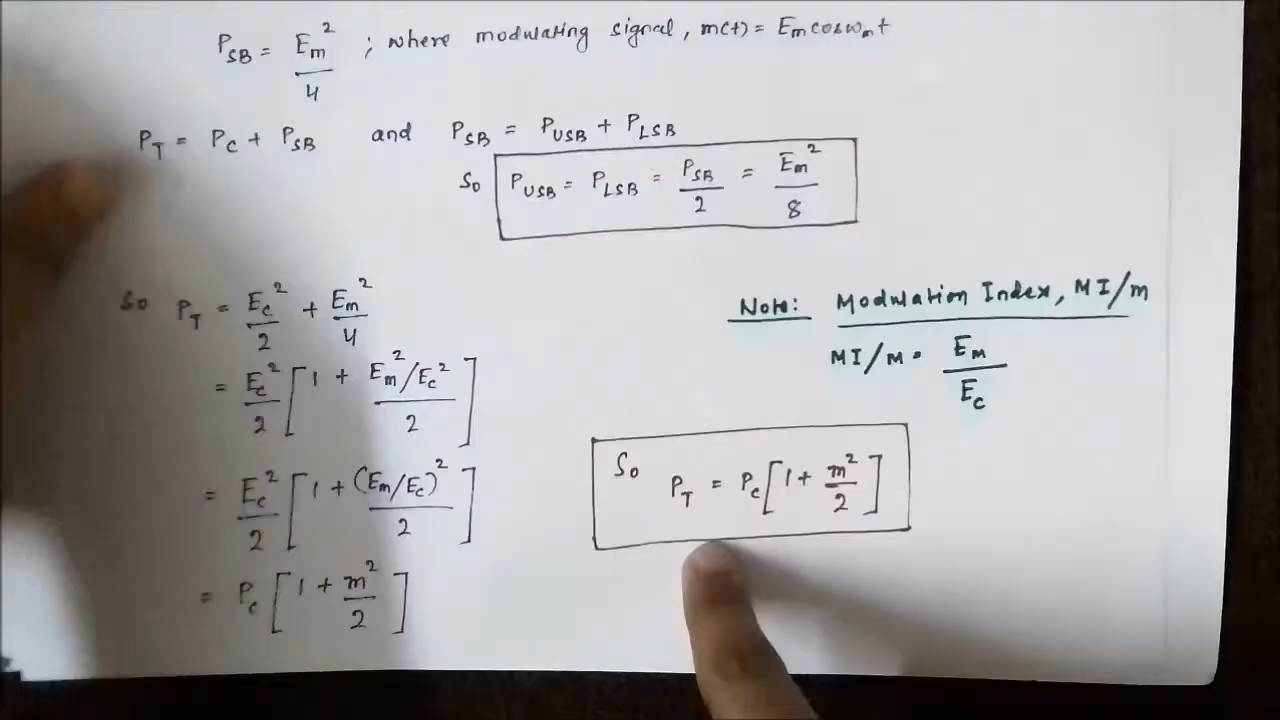 P_SB = E_m^2/4 ; where modulating signal, m(t) = E_m cos w_m t
P_T = P_C + P_SB and P_SB = P_USB + P_LSB
So P_USB = P_LSB = P_SB/2 = E_m^2/8
So P_T = E_c^2/2 + E_m^2/4
= E_c^2/2 [1 + (E_m^2/E_c^2)/2]
= E_c^2/2 [1 + (E_m/E_c)^2/2]
= P_c [1 + m^2/2]
Note: Modulation Index, MI/m
MI/m = E_m/E_c
So P_T = P_c [1 + m^2/2]